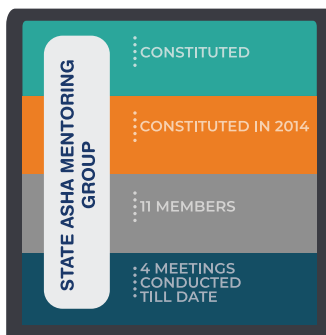 STATE ASHA MENTORING
GROUP
CONSTITUTED
CONSTITUTED IN 2014
11 MEMBERS
4 MEETINGS
CONDUCTED
TILL DATE